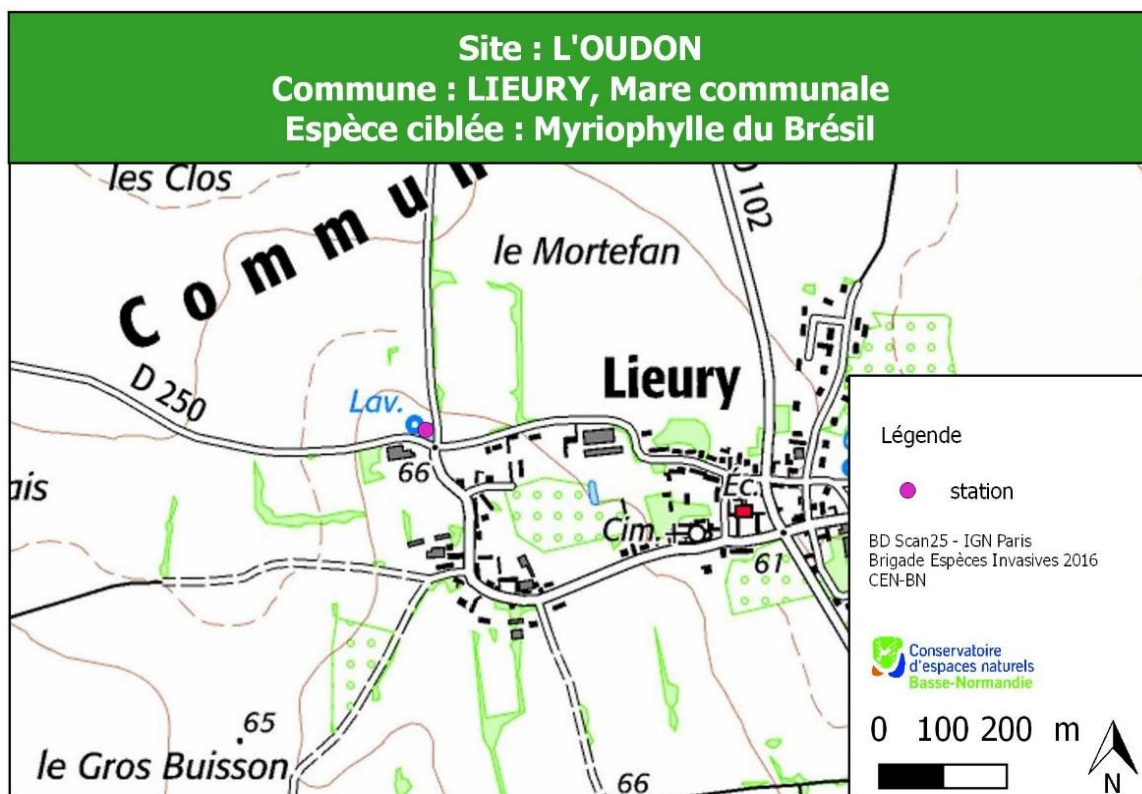 Site : L'OUDON
Commune : LIEURY, Mare communale
Espèce ciblée : Myriophylle du Brésil
les Clos
Commun
D 102
le Mortefan
D 250
Lav.
Lieury
66
ais
Éc.
Cim.
61
65
le Gros Buisson
66
Légende
station
BD Scan25 - IGN Paris
Brigade Espèces Invasives 2016
CEN-BN
Conservatoire
d'espaces naturels
Basse-Normandie
0 100 200 m
N